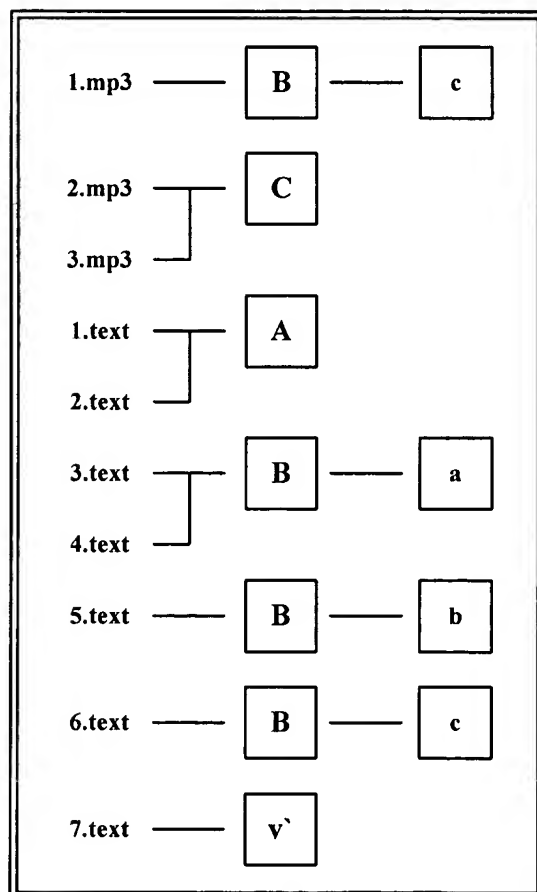 1.mp3 B c
2.mp3 C
3.mp3
1.text A
2.text
3.text B a
4.text
5.text B b
6.text B c
7.text v`